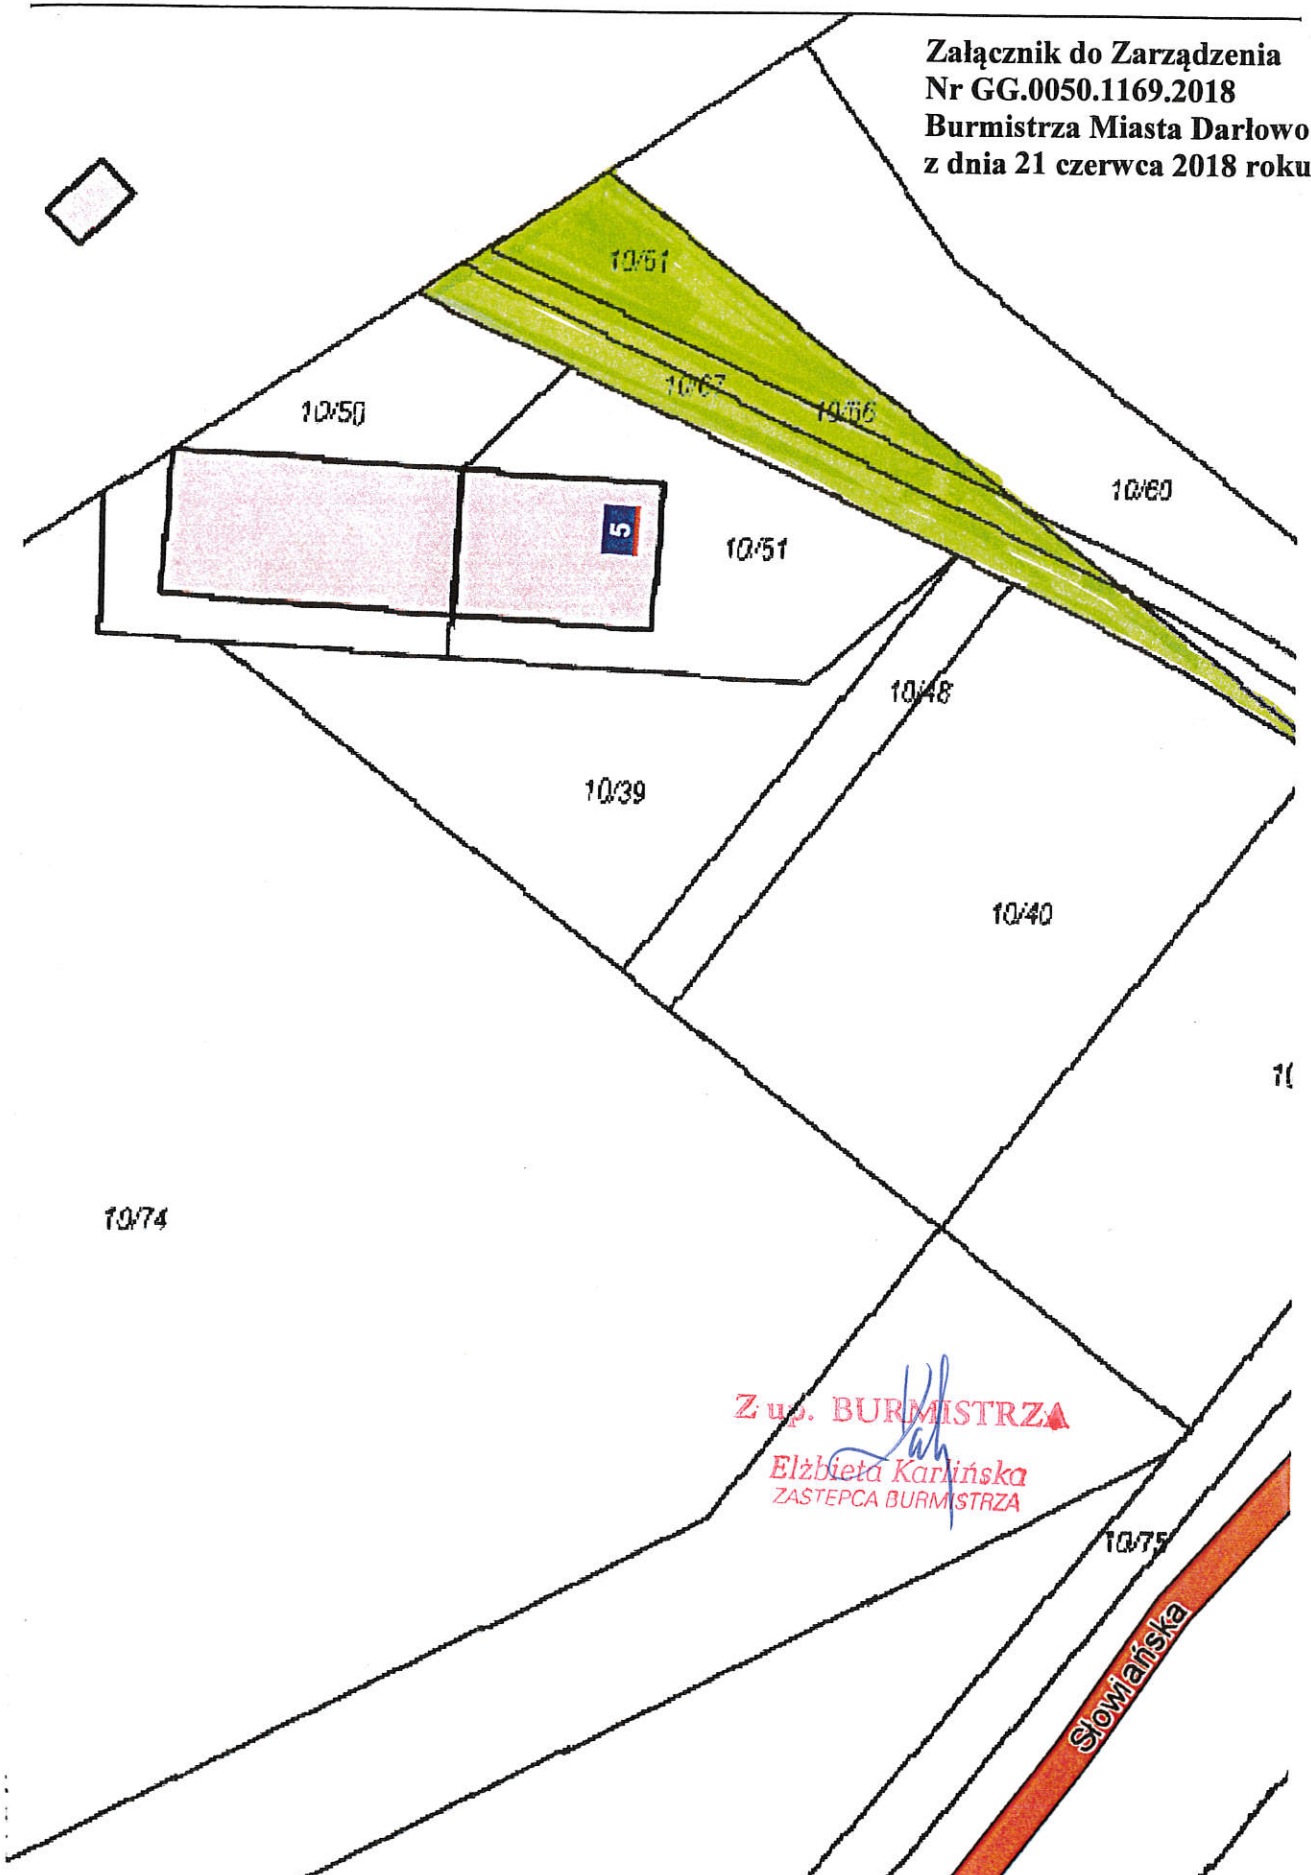 Załącznik do Zarządzenia
Nr GG.0050.1169.2018
Burmistrza Miasta Darłowo
z dnia 21 czerwca 2018 roku
10/61
10/67
10/66
10/50
10/60
5
10/51
10/48
10/39
10/40
10/74
Z up. BURMISTRZA
Elżbieta Karlińska
ZASTĘPCA BURMISTRZA
10/75
Słowiańska